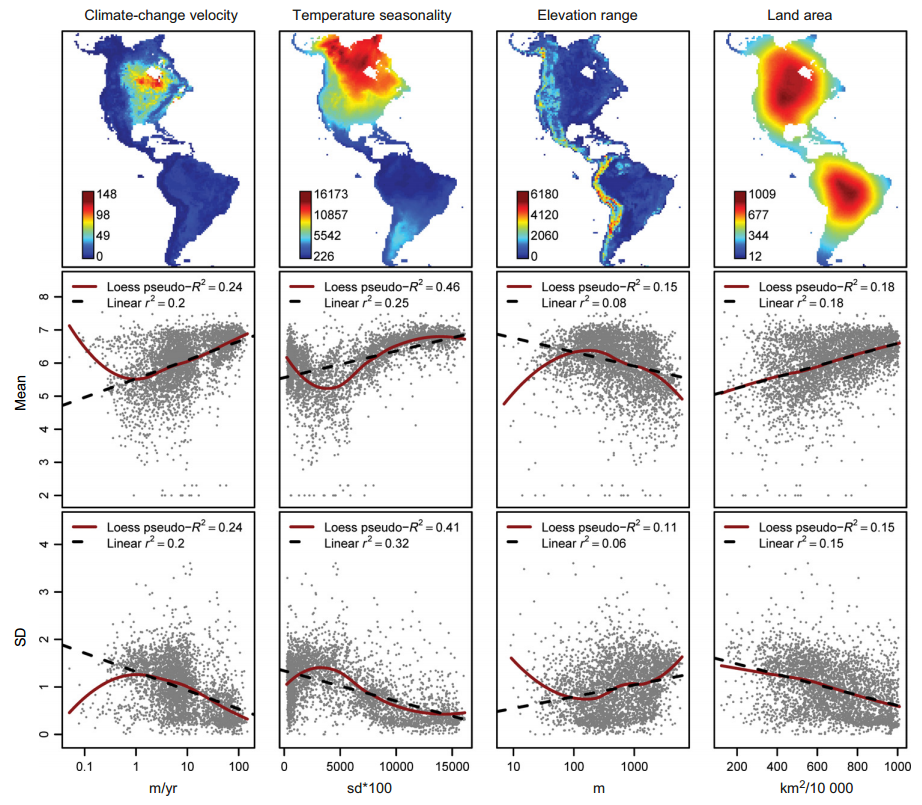 Climate-change velocity Temperature seasonality Elevation range Land area
148 16173 6180 1009
98 10857 4120 677
49 5542 2060 344
0 226 0 12
Loess pseudo−R² = 0.24 Loess pseudo−R² = 0.46 Loess pseudo−R² = 0.15 Loess pseudo−R² = 0.18
Linear r² = 0.2 Linear r² = 0.25 Linear r² = 0.08 Linear r² = 0.18
8
7
6
5
4
3
2
Mean
Loess pseudo−R² = 0.24 Loess pseudo−R² = 0.41 Loess pseudo−R² = 0.11 Loess pseudo−R² = 0.15
Linear r² = 0.2 Linear r² = 0.32 Linear r² = 0.06 Linear r² = 0.15
4
3
2
1
0
SD
0.1 1 10 100 0 5000 10000 15000 10 100 1000 200 400 600 800 1000
m/yr sd*100 m km²/10 000